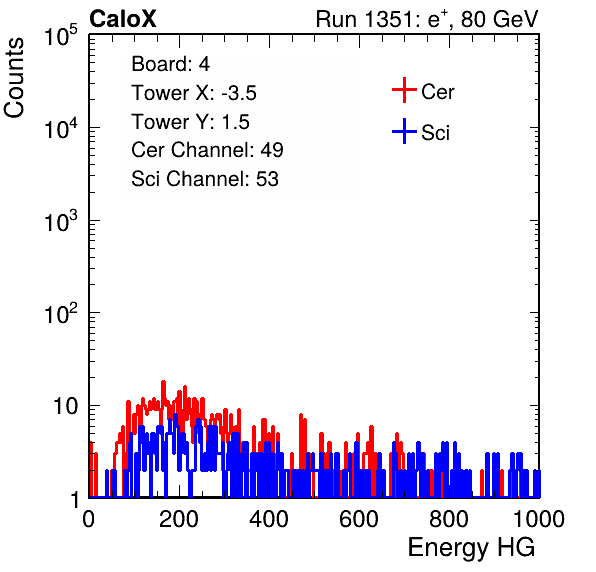 CaloX Run 1351: e⁺, 80 GeV
Counts
10⁵
10⁴
10³
10²
10
1
Board: 4
Tower X: -3.5
Tower Y: 1.5
Cer Channel: 49
Sci Channel: 53
Cer
Sci
0 200 400 600 800 1000
Energy HG